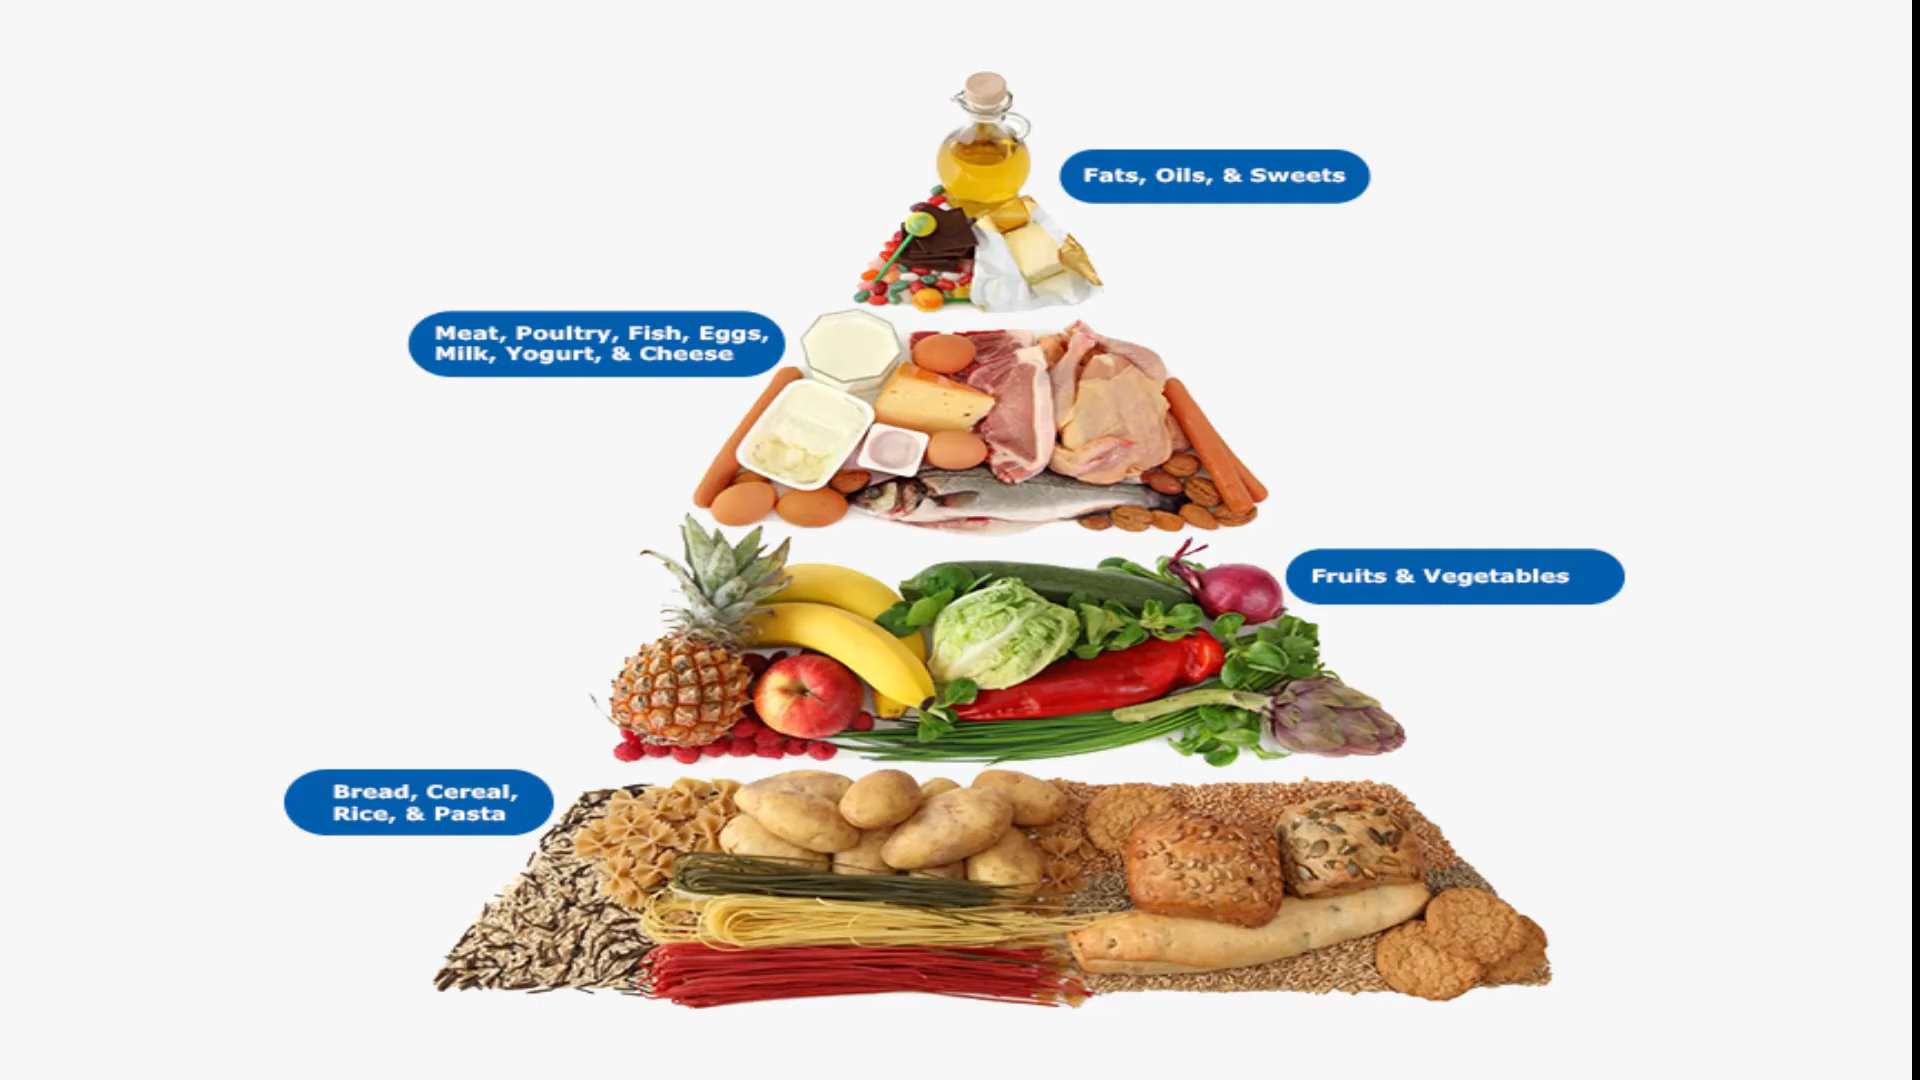 Fats, Oils, & Sweets
Meat, Poultry, Fish, Eggs,
Milk, Yogurt, & Cheese
Fruits & Vegetables
Bread, Cereal,
Rice, & Pasta